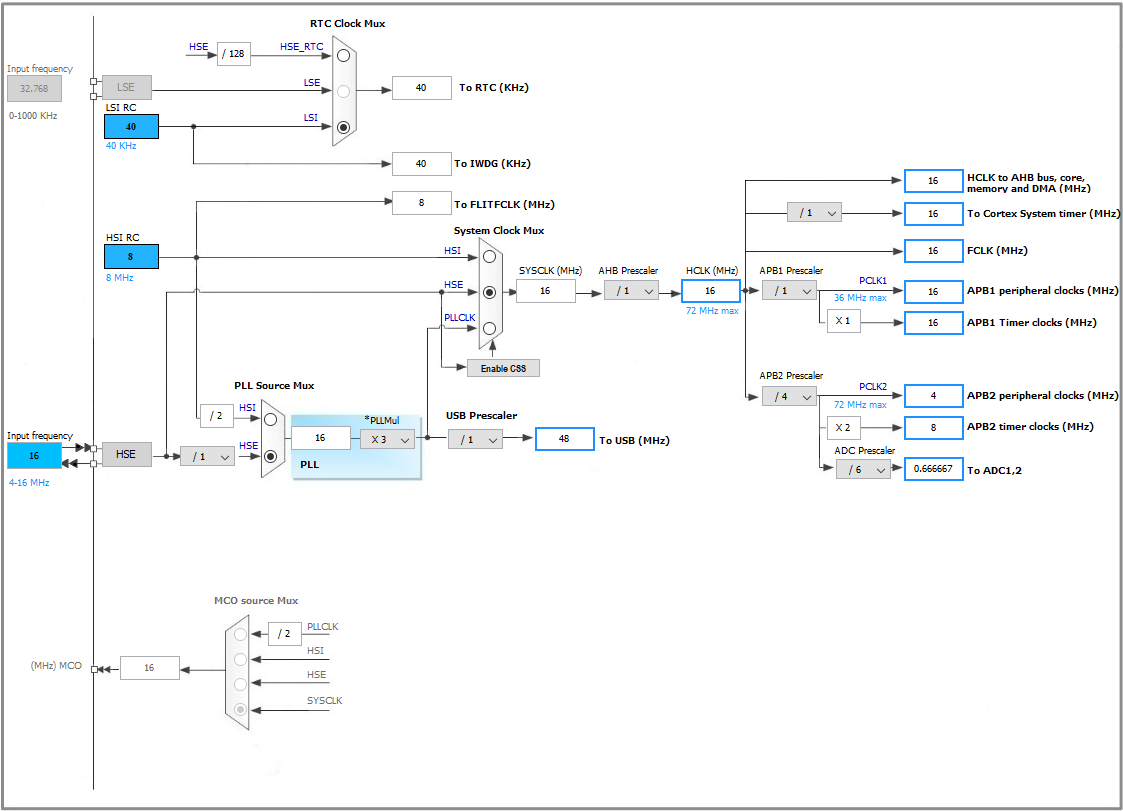 RTC Clock Mux
HSE
/ 128
HSE_RTC
Input frequency
32.768
0-1000 KHz
LSE
LSE
40
To RTC (KHz)
LSI RC
40
40 KHz
LSI
40
To IWDG (KHz)
8
To FLITFCLK (MHz)
System Clock Mux
HSI RC
8
8 MHz
HSI
HSE
PLLCLK
SYSCLK (MHz)
16
AHB Prescaler
/ 1
HCLK (MHz)
16
72 MHz max
Enable CSS
16
HCLK to AHB bus, core,
memory and DMA (MHz)
/ 1
16
To Cortex System timer (MHz)
16
FCLK (MHz)
APB1 Prescaler
/ 1
PCLK1
36 MHz max
16
APB1 peripheral clocks (MHz)
X 1
16
APB1 Timer clocks (MHz)
APB2 Prescaler
/ 4
PCLK2
72 MHz max
4
APB2 peripheral clocks (MHz)
X 2
8
APB2 timer clocks (MHz)
ADC Prescaler
/ 6
0.666667
To ADC1,2
PLL Source Mux
/ 2
HSI
HSE
Input frequency
16
4-16 MHz
HSE
/ 1
16
*PLLMul
X 3
PLL
USB Prescaler
/ 1
48
To USB (MHz)
MCO source Mux
/ 2
PLLCLK
HSI
HSE
SYSCLK
(MHz) MCO
16